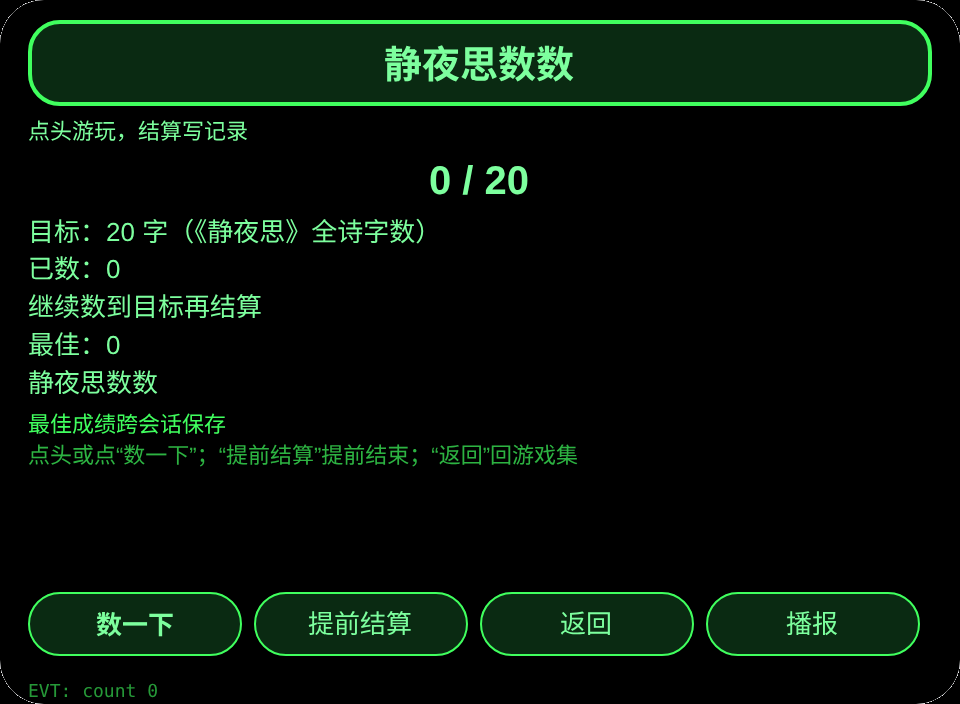 静夜思数数
点头游玩，结算写记录
0 / 20
目标：20 字（《静夜思》全诗字数）
已数：0
继续数到目标再结算
最佳：0
静夜思数数
最佳成绩跨会话保存
点头或点“数一下”；“提前结算”提前结束；“返回”回游戏集
数一下 提前结算 返回 播报
EVT: count 0